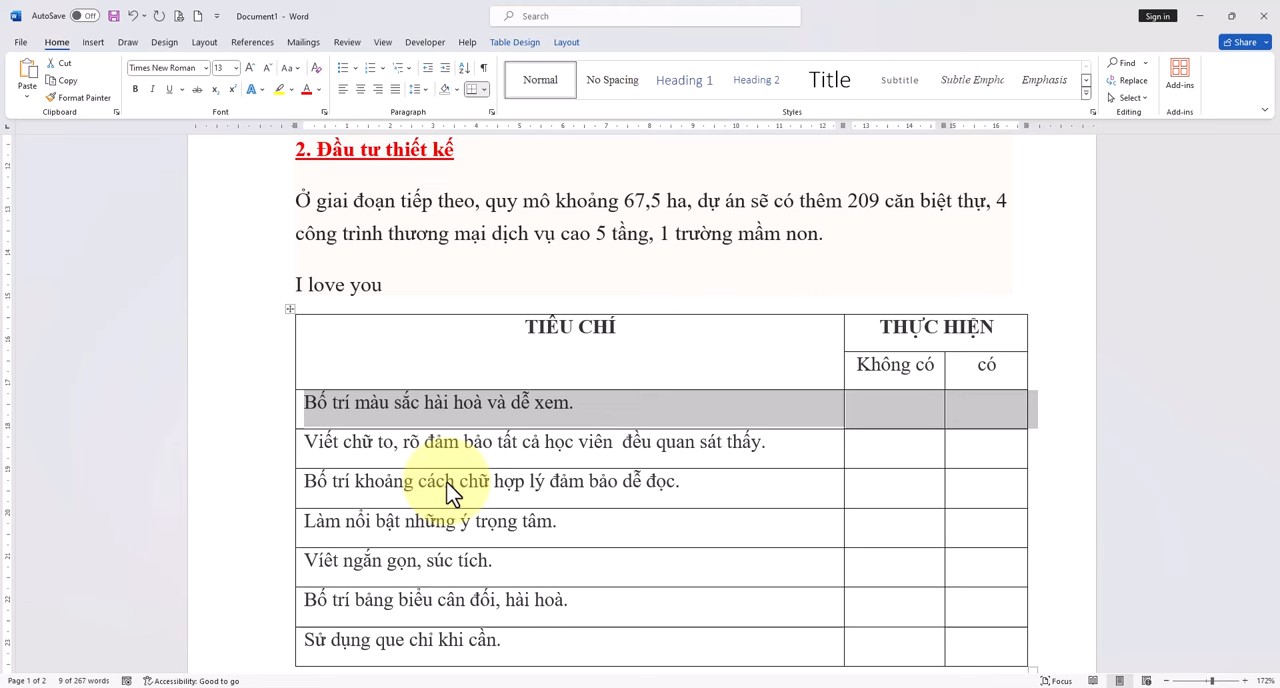 AutoSave Off Document1 - Word Search Sign in
File Home Insert Draw Design Layout References Mailings Review View Developer Help Table Design Layout Share
Paste Cut Copy Format Painter Clipboard
Times New Roman 13 Font
Paragraph
Normal No Spacing Heading 1 Heading 2 Title Subtitle Subtle Emphc Emphasis Styles
Find Replace Select Editing
Add-ins Add-ins
2. Đầu tư thiết kế
Ở giai đoạn tiếp theo, quy mô khoảng 67,5 ha, dự án sẽ có thêm 209 căn biệt thự, 4
công trình thương mại dịch vụ cao 5 tầng, 1 trường mầm non.
I love you
TIÊU CHÍ THỰC HIỆN
Không có có
Bố trí màu sắc hài hoà và dễ xem.
Viết chữ to, rõ đảm bảo tất cả học viên đều quan sát thấy.
Bố trí khoảng cách chữ hợp lý đảm bảo dễ đọc.
Làm nổi bật những ý trọng tâm.
Viêt ngắn gọn, súc tích.
Bố trí bảng biểu cân đối, hài hoà.
Sử dụng que chỉ khi cần.
Page 1 of 2 9 of 267 words Accessibility: Good to go Focus 172%